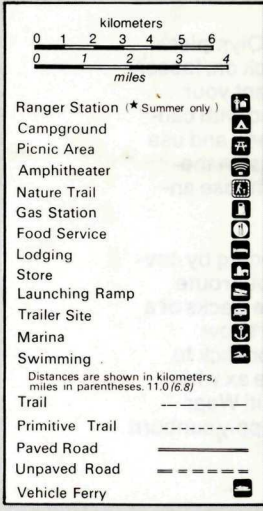 kilometers
0 1 2 3 4 5 6
0 1 2 3 4
miles
Ranger Station (★ Summer only)
Campground
Picnic Area
Amphitheater
Nature Trail
Gas Station
Food Service
Lodging
Store
Launching Ramp
Trailer Site
Marina
Swimming
Distances are shown in kilometers,
miles in parentheses. 11.0 (6.8)
Trail
Primitive Trail
Paved Road
Unpaved Road
Vehicle Ferry